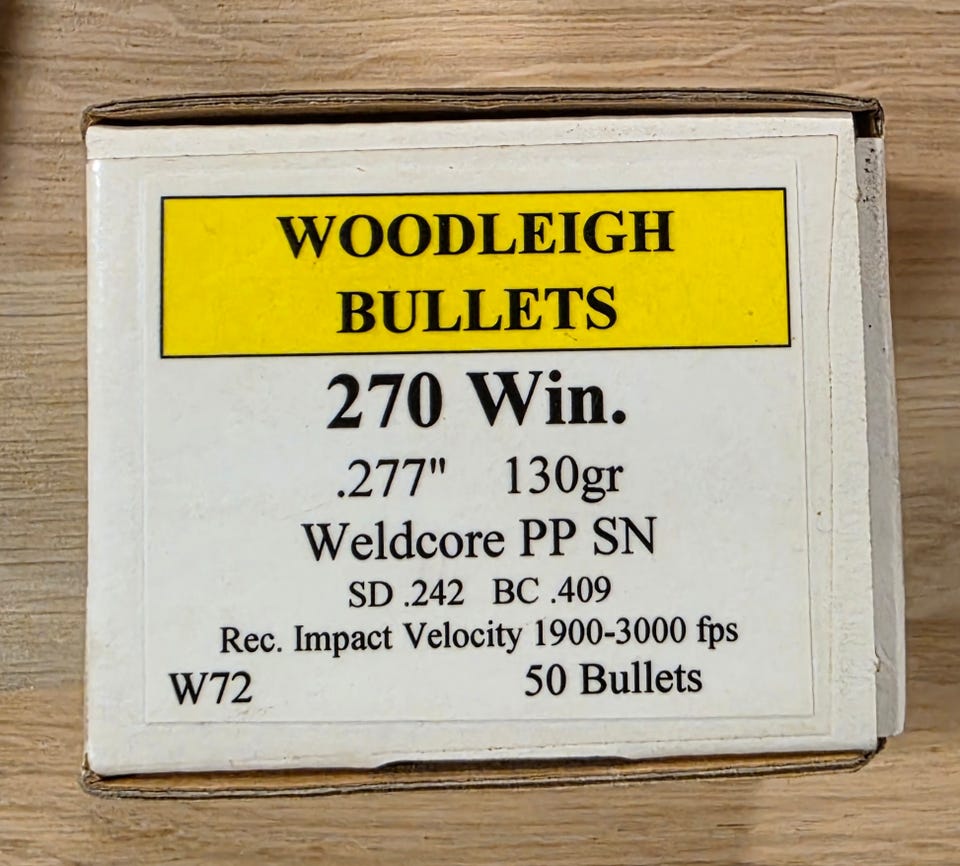 WOODLEIGH
BULLETS
270 Win.
.277" 130gr
Weldcore PP SN
SD .242 BC .409
Rec. Impact Velocity 1900-3000 fps
W72 50 Bullets